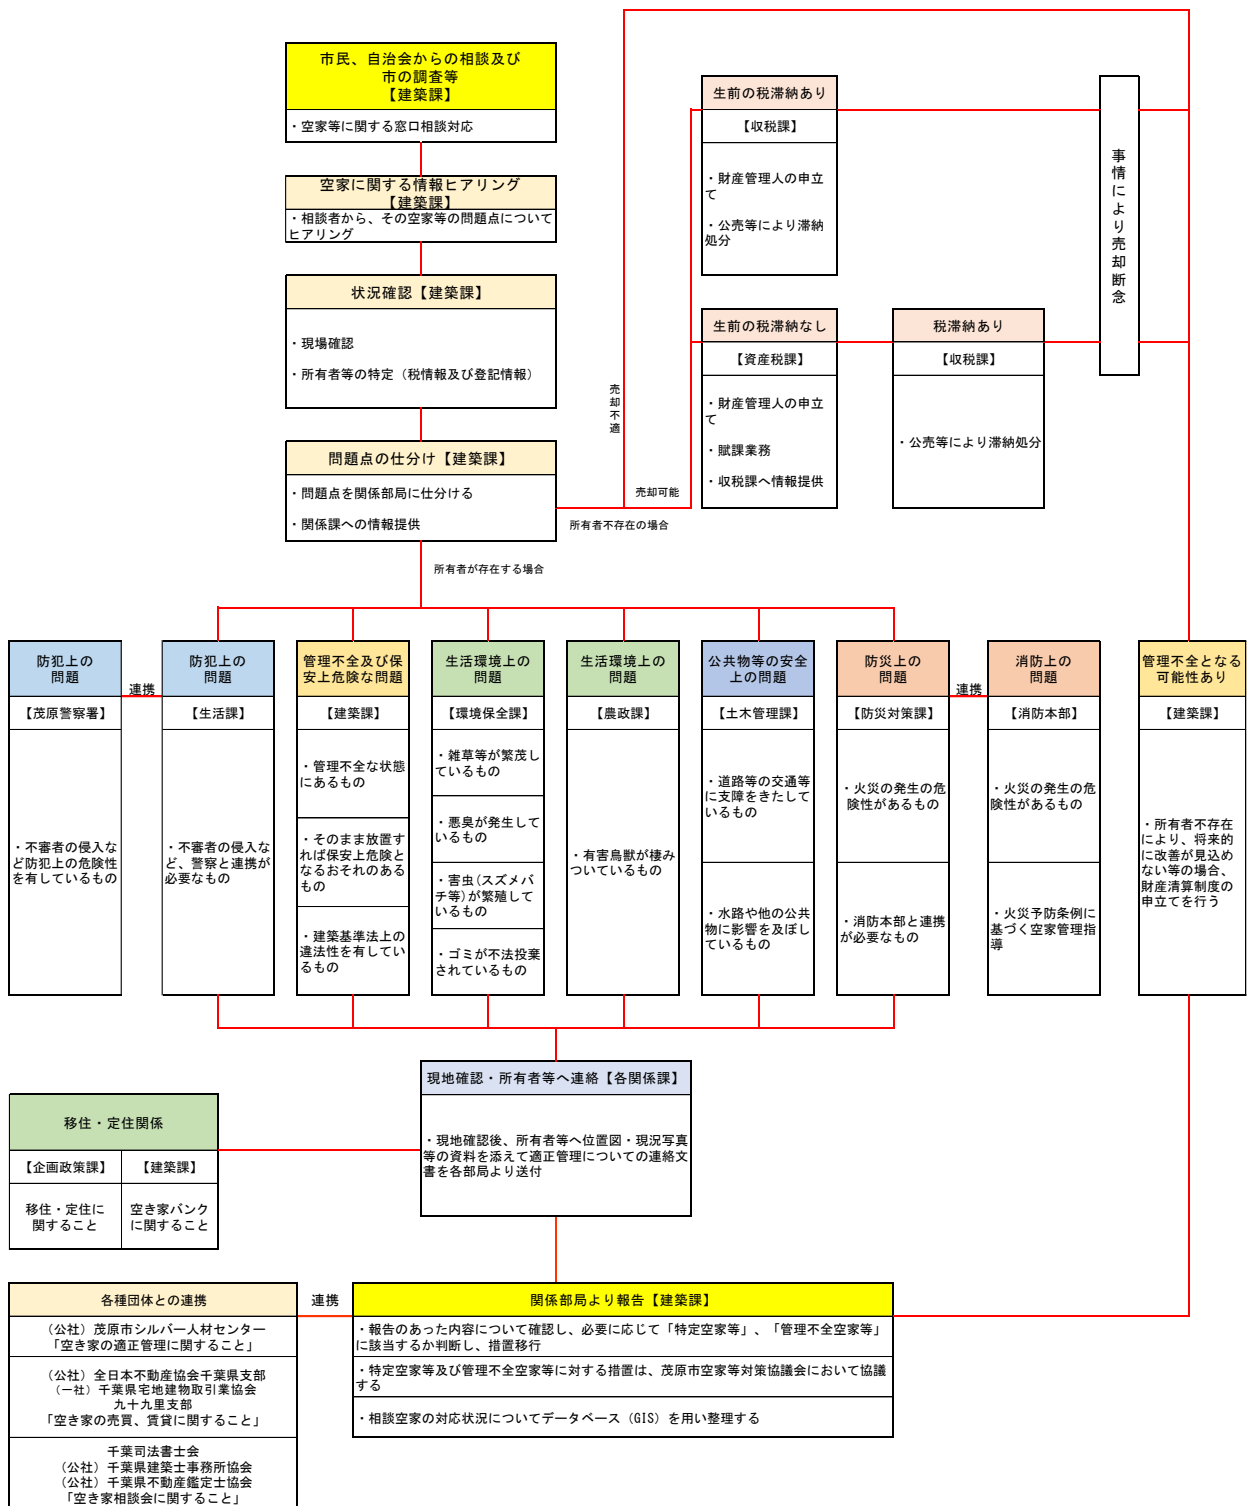 市民、自治会からの相談及び
市の調査等
【建築課】
・空家等に関する窓口相談対応
空家に関する情報ヒアリング
【建築課】
・相談者から、その空家等の問題点について
ヒアリング
状況確認【建築課】
・現場確認
・所有者等の特定（税情報及び登記情報）
問題点の仕分け【建築課】
・問題点を関係部局に仕分ける
・関係課への情報提供
売却不適
売却可能
所有者不存在の場合
所有者が存在する場合
生前の税滞納あり
【収税課】
・財産管理人の申立
て
・公売等により滞納
処分
生前の税滞納なし
【資産税課】
・財産管理人の申立
て
・賦課業務
・収税課へ情報提供
税滞納あり
【収税課】
・公売等により滞納処分
事情により売却断念
防犯上の
問題
【茂原警察署】
・不審者の侵入な
ど防犯上の危険性
を有しているもの
連携
防犯上の
問題
【生活課】
・不審者の侵入な
ど、警察と連携が
必要なもの
管理不全及び保
安上危険な問題
【建築課】
・管理不全な状態
にあるもの
・そのまま放置す
れば保安上危険と
なるおそれのある
もの
・建築基準法上の
違法性を有してい
るもの
生活環境上の
問題
【環境保全課】
・雑草等が繁茂し
ているもの
・悪臭が発生して
いるもの
・害虫(スズメバ
チ等)が繁殖して
いるもの
・ゴミが不法投棄
されているもの
生活環境上の
問題
【農政課】
・有害鳥獣が棲み
ついているもの
公共物等の安全
上の問題
【土木管理課】
・道路等の交通等
に支障をきたして
いるもの
・水路や他の公共
物に影響を及ぼし
ているもの
防災上の
問題
【防災対策課】
・火災の発生の危
険性があるもの
・消防本部と連携
が必要なもの
連携
消防上の
問題
【消防本部】
・火災の発生の危
険性があるもの
・火災予防条例に
基づく空家管理指
導
管理不全となる
可能性あり
【建築課】
・所有者不存在
により、将来的
に改善が見込め
ない等の場合、
財産清算制度の
申立てを行う
現地確認・所有者等へ連絡【各関係課】
・現地確認後、所有者等へ位置図・現況写真
等の資料を添えて適正管理についての連絡文
書を各部局より送付
移住・定住関係
【企画政策課】
【建築課】
移住・定住に
関すること
空き家バンク
に関すること
各種団体との連携
（公社）茂原市シルバー人材センター
「空き家の適正管理に関すること」
（公社）全日本不動産協会千葉県支部
（一社）千葉県宅地建物取引業協会
九十九里支部
「空き家の売買、賃貸に関すること」
千葉司法書士会
（公社）千葉県建築士事務所協会
（公社）千葉県不動産鑑定士協会
「空き家相談会に関すること」
連携
関係部局より報告【建築課】
・報告のあった内容について確認し、必要に応じて「特定空家等」、「管理不全空家等」
に該当するか判断し、措置移行
・特定空家等及び管理不全空家等に対する措置は、茂原市空家等対策協議会において協議
する
・相談空家の対応状況についてデータベース（GIS）を用い整理する